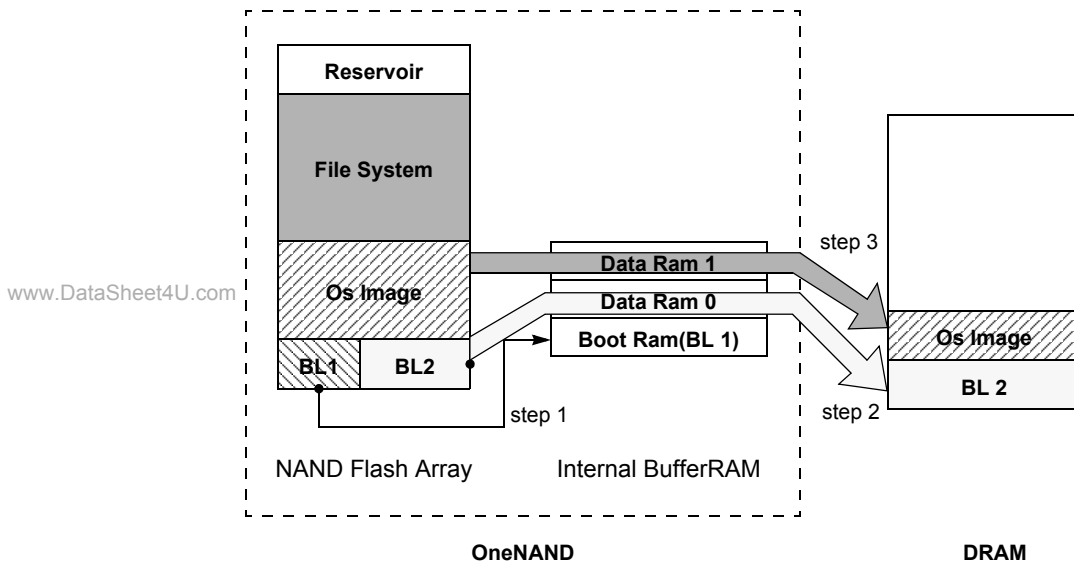 Reservoir
File System
step 3
Data Ram 1
www.DataSheet4U.com
Os Image
Data Ram 0
Os Image
Boot Ram(BL 1)
BL1
BL2
BL 2
step 1
step 2
NAND Flash Array
Internal BufferRAM
OneNAND
DRAM